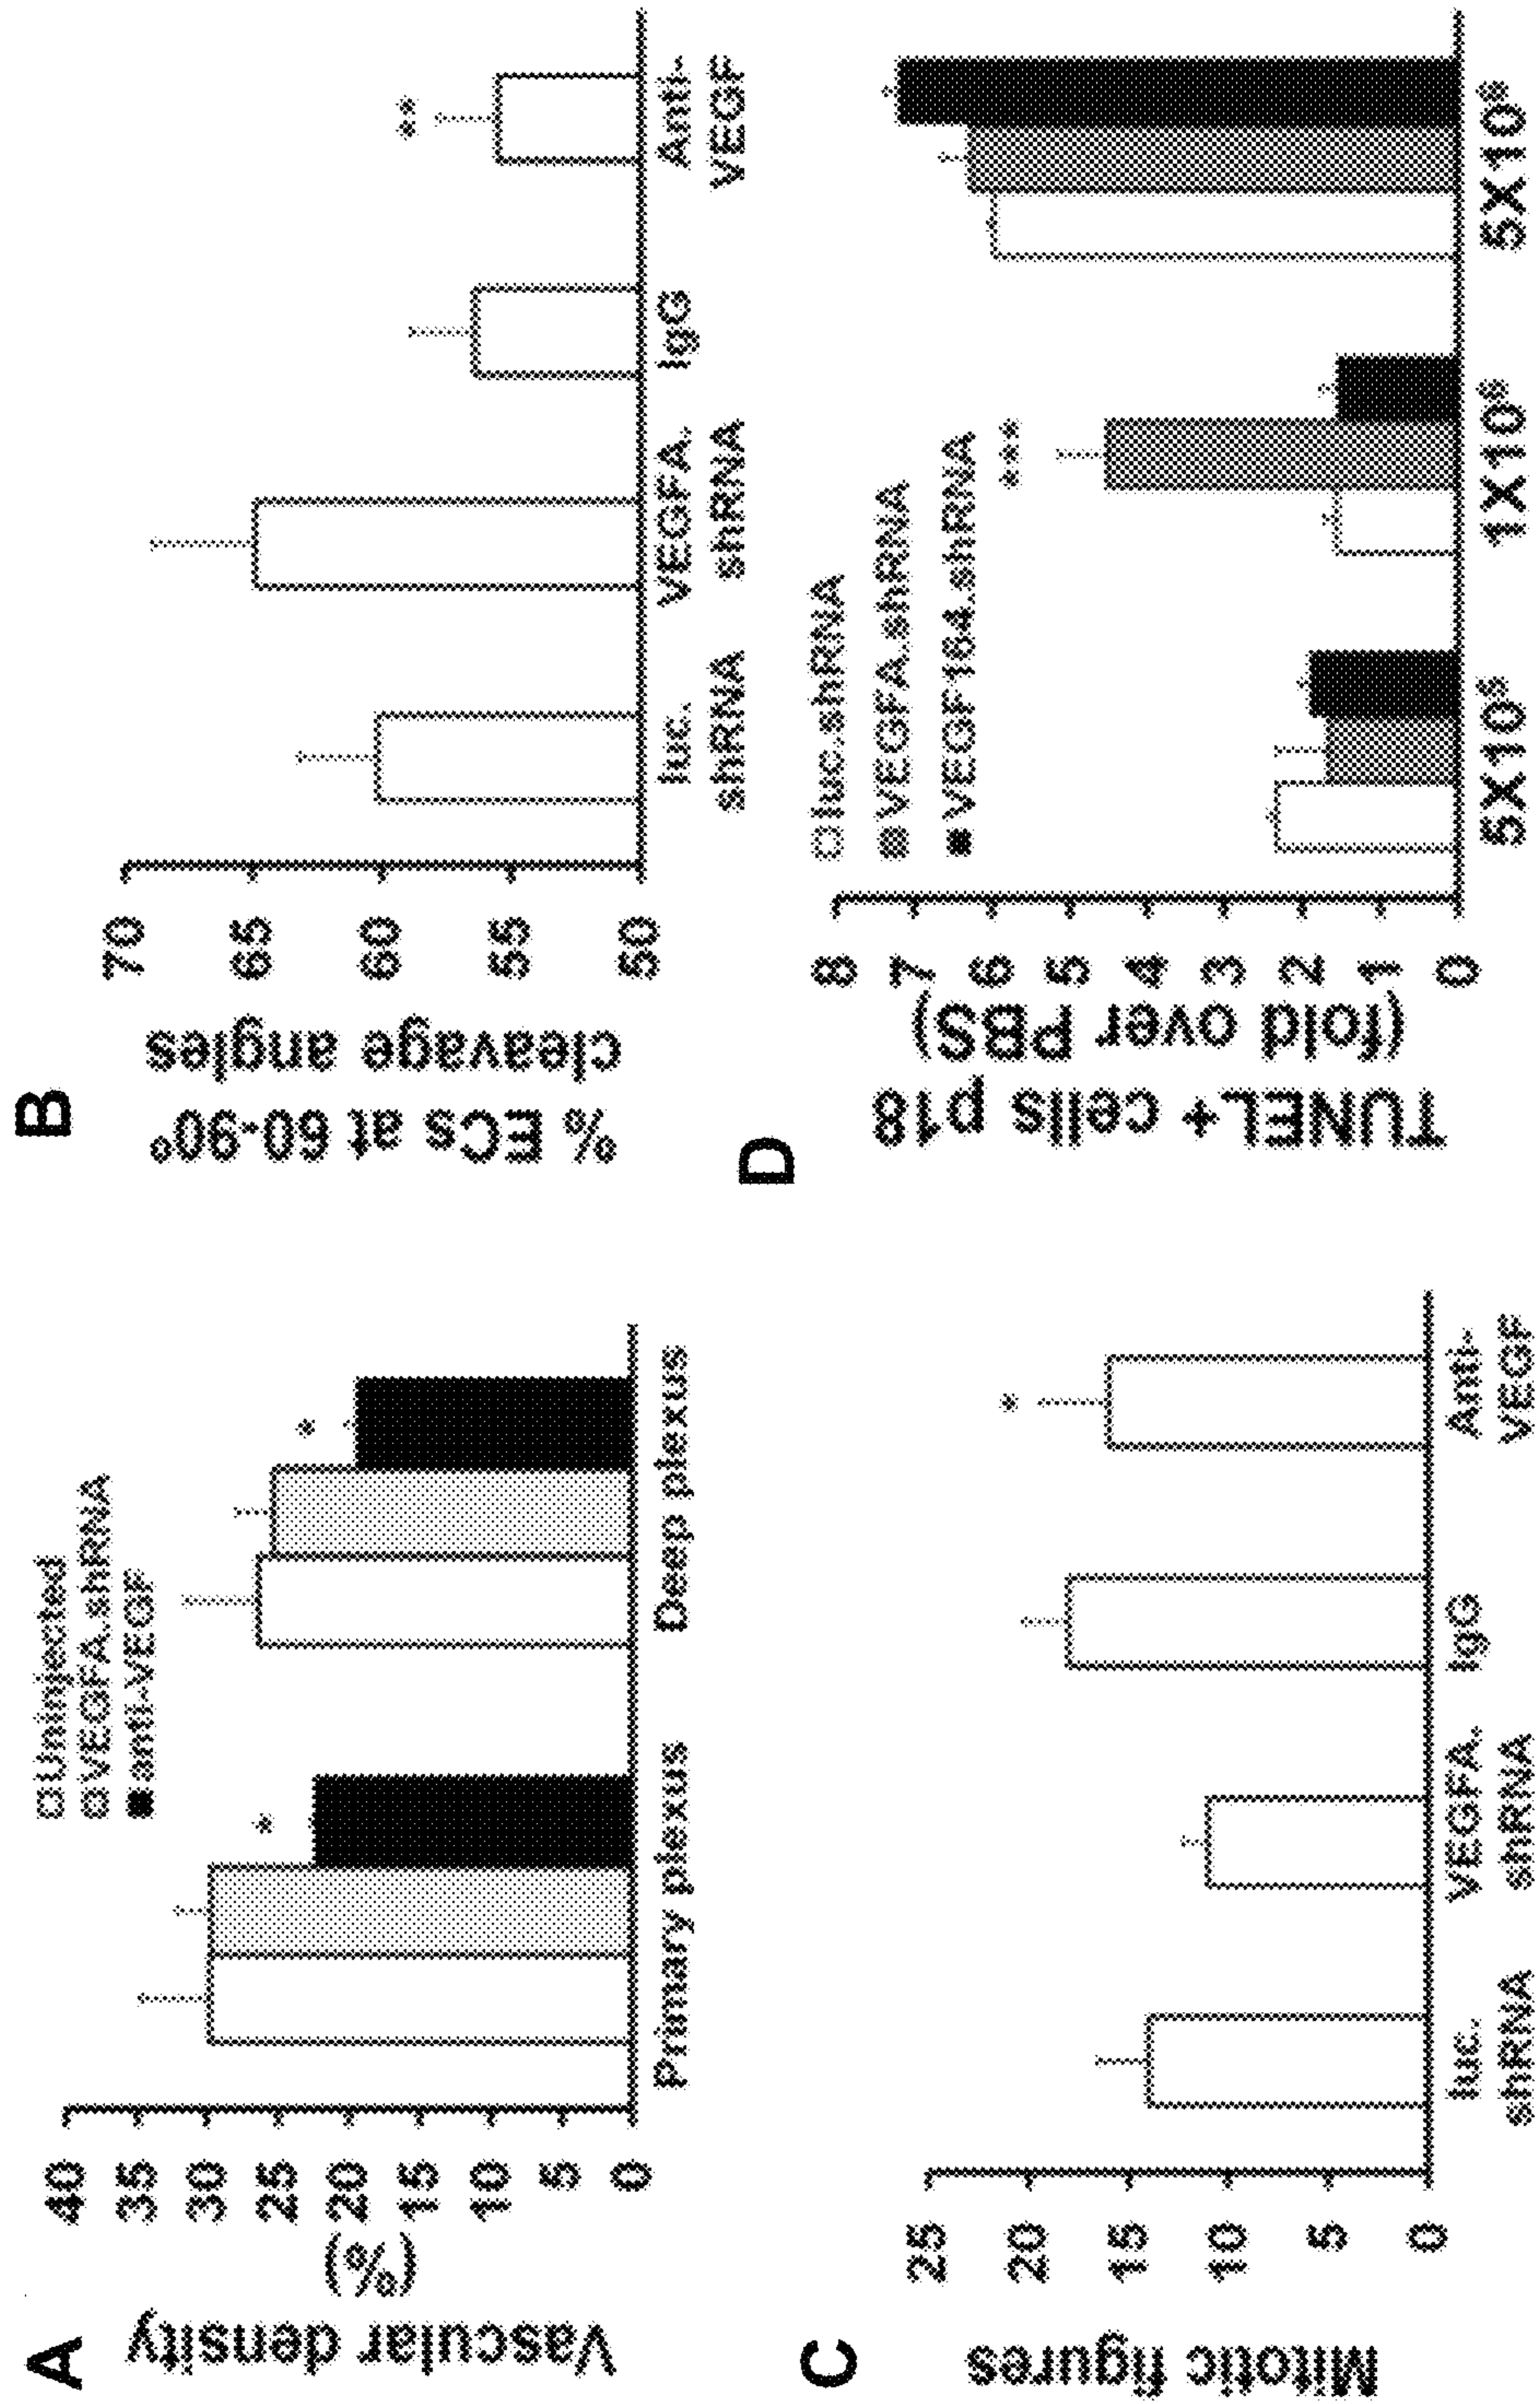 A
Vascular density
(%)
40
35
30
25
20
15
10
5
0
Uninjected
VEGFA.shRNA
anti-VEGF
*
*
Primary plexus
Deep plexus
B
% ECs at 60-90°
cleavage angles
70
65
60
55
50
**
luc.
shRNA
VEGFA.
shRNA
IgG
Anti-
VEGF
C
Mitotic figures
25
20
15
10
5
0
*
luc.
shRNA
VEGFA.
shRNA
IgG
Anti-
VEGF
D
TUNEL+ cells p18
(fold over PBS)
8
7
6
5
4
3
2
1
0
luc.shRNA
VEGFA.shRNA
VEGF164.shRNA
***